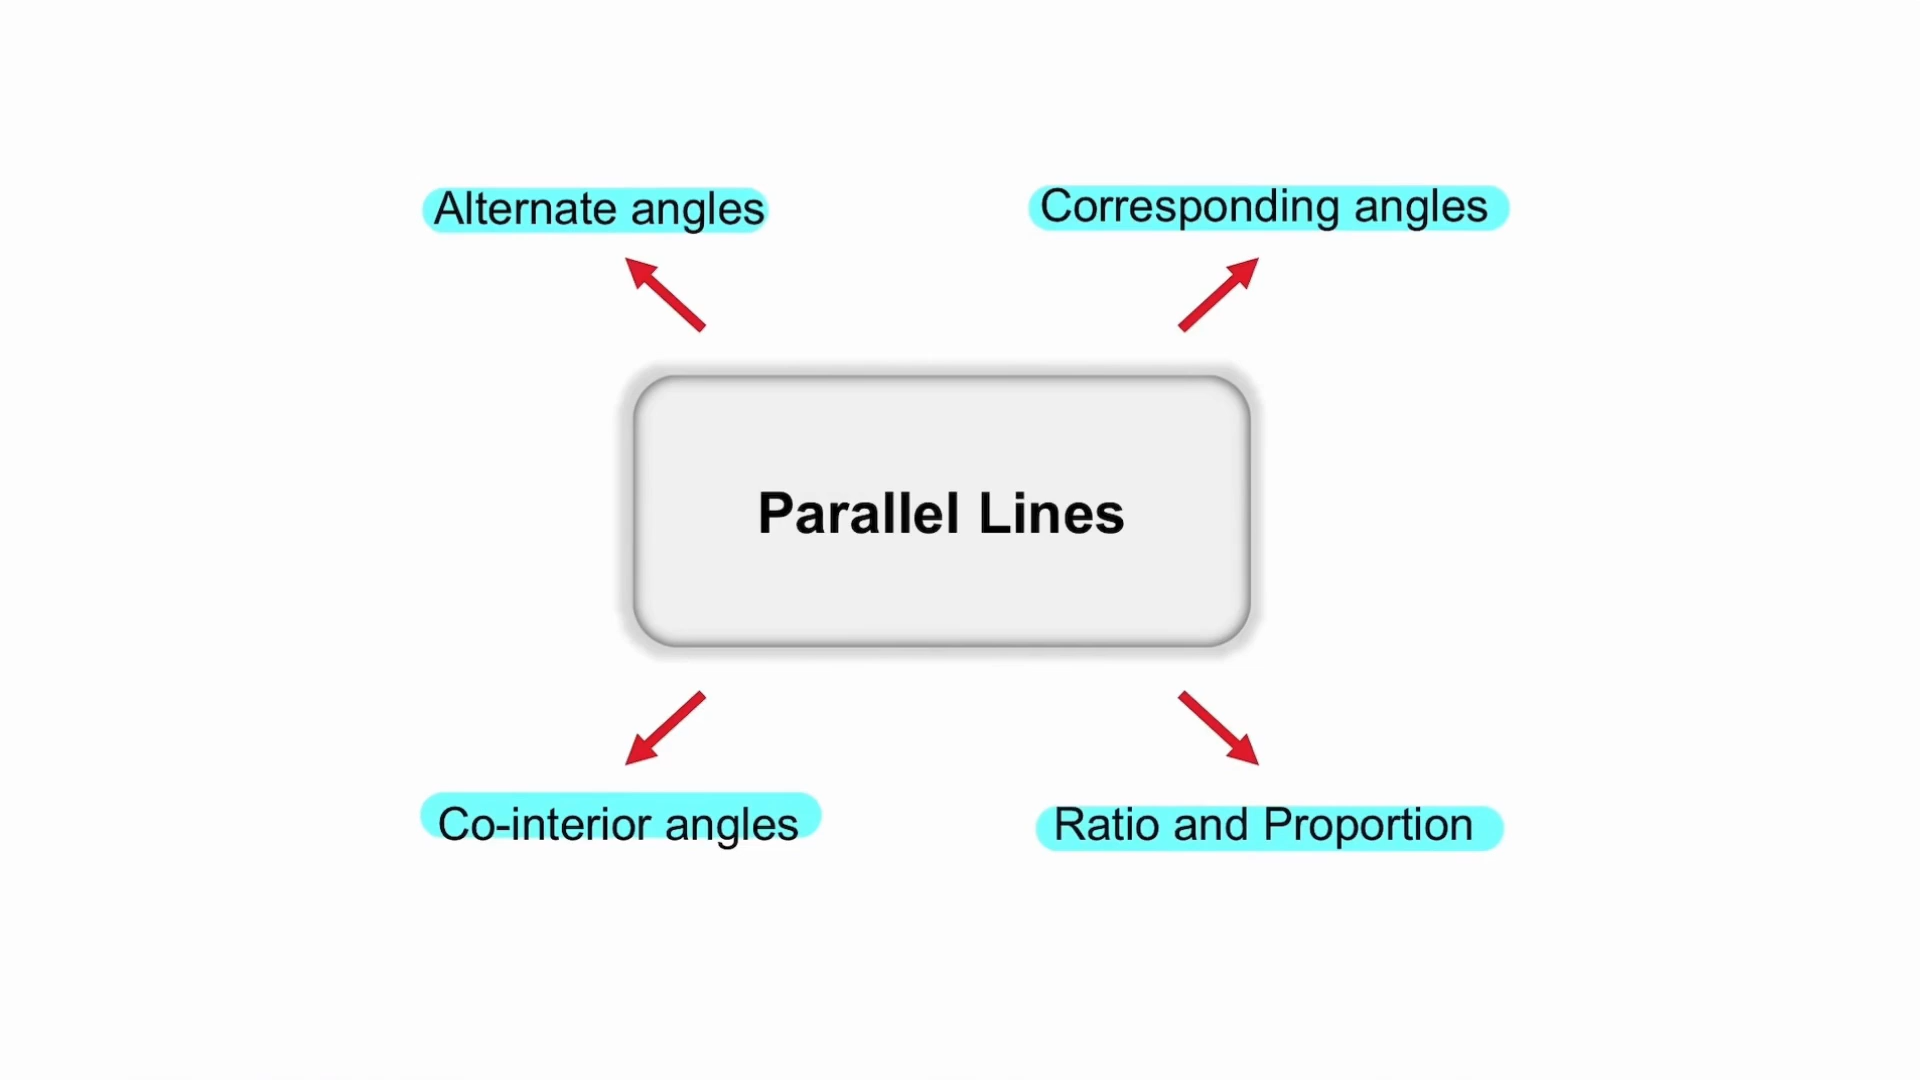 Alternate angles
Corresponding angles
Parallel Lines
Co-interior angles
Ratio and Proportion